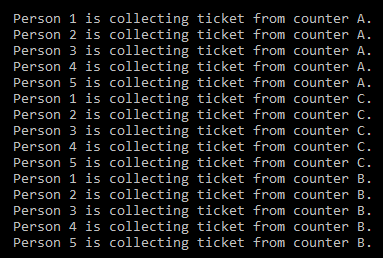 Person 1 is collecting ticket from counter A.
Person 2 is collecting ticket from counter A.
Person 3 is collecting ticket from counter A.
Person 4 is collecting ticket from counter A.
Person 5 is collecting ticket from counter A.
Person 1 is collecting ticket from counter C.
Person 2 is collecting ticket from counter C.
Person 3 is collecting ticket from counter C.
Person 4 is collecting ticket from counter C.
Person 5 is collecting ticket from counter C.
Person 1 is collecting ticket from counter B.
Person 2 is collecting ticket from counter B.
Person 3 is collecting ticket from counter B.
Person 4 is collecting ticket from counter B.
Person 5 is collecting ticket from counter B.